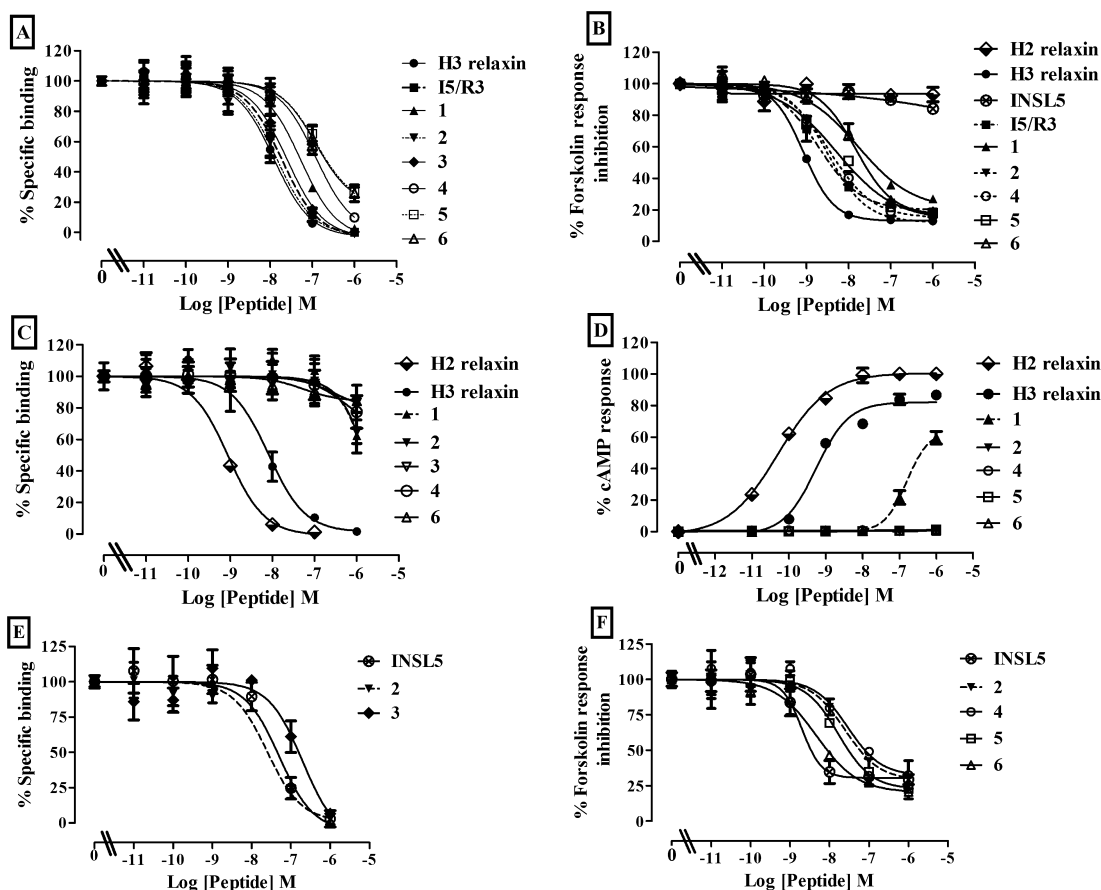 A
120
100
80
60
40
20
0
% Specific binding
0 -11 -10 -9 -8 -7 -6 -5
Log [Peptide] M
H3 relaxin
I5/R3
1
2
3
4
5
6
B
120
100
80
60
40
20
0
% Forskolin response
inhibition
0 -11 -10 -9 -8 -7 -6 -5
Log [Peptide] M
H2 relaxin
H3 relaxin
INSL5
I5/R3
1
2
4
5
6
C
120
100
80
60
40
20
0
% Specific binding
0 -11 -10 -9 -8 -7 -6 -5
Log [Peptide] M
H2 relaxin
H3 relaxin
1
2
3
4
6
D
120
100
80
60
40
20
0
% cAMP response
0 -12 -11 -10 -9 -8 -7 -6 -5
Log [Peptide] M
H2 relaxin
H3 relaxin
1
2
4
5
6
E
125
100
75
50
25
0
% Specific binding
0 -11 -10 -9 -8 -7 -6 -5
Log [Peptide] M
INSL5
2
3
F
125
100
75
50
25
0
% Forskolin response
inhibition
0 -11 -10 -9 -8 -7 -6 -5
Log [Peptide] M
INSL5
2
4
5
6